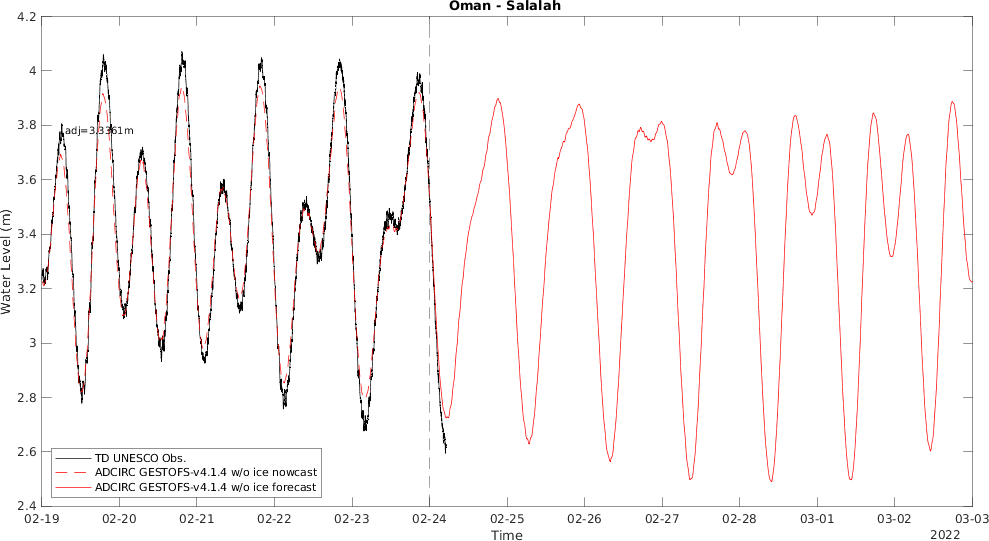 Oman - Salalah
4.2
4
3.8
3.6
3.4
3.2
3
2.8
2.6
2.4
Water Level (m)
adj=3.3361m
TD UNESCO Obs.
ADCIRC GESTOFS-v4.1.4 w/o ice nowcast
ADCIRC GESTOFS-v4.1.4 w/o ice forecast
02-19 02-20 02-21 02-22 02-23 02-24 02-25 02-26 02-27 02-28 03-01 03-02 03-03
Time
2022